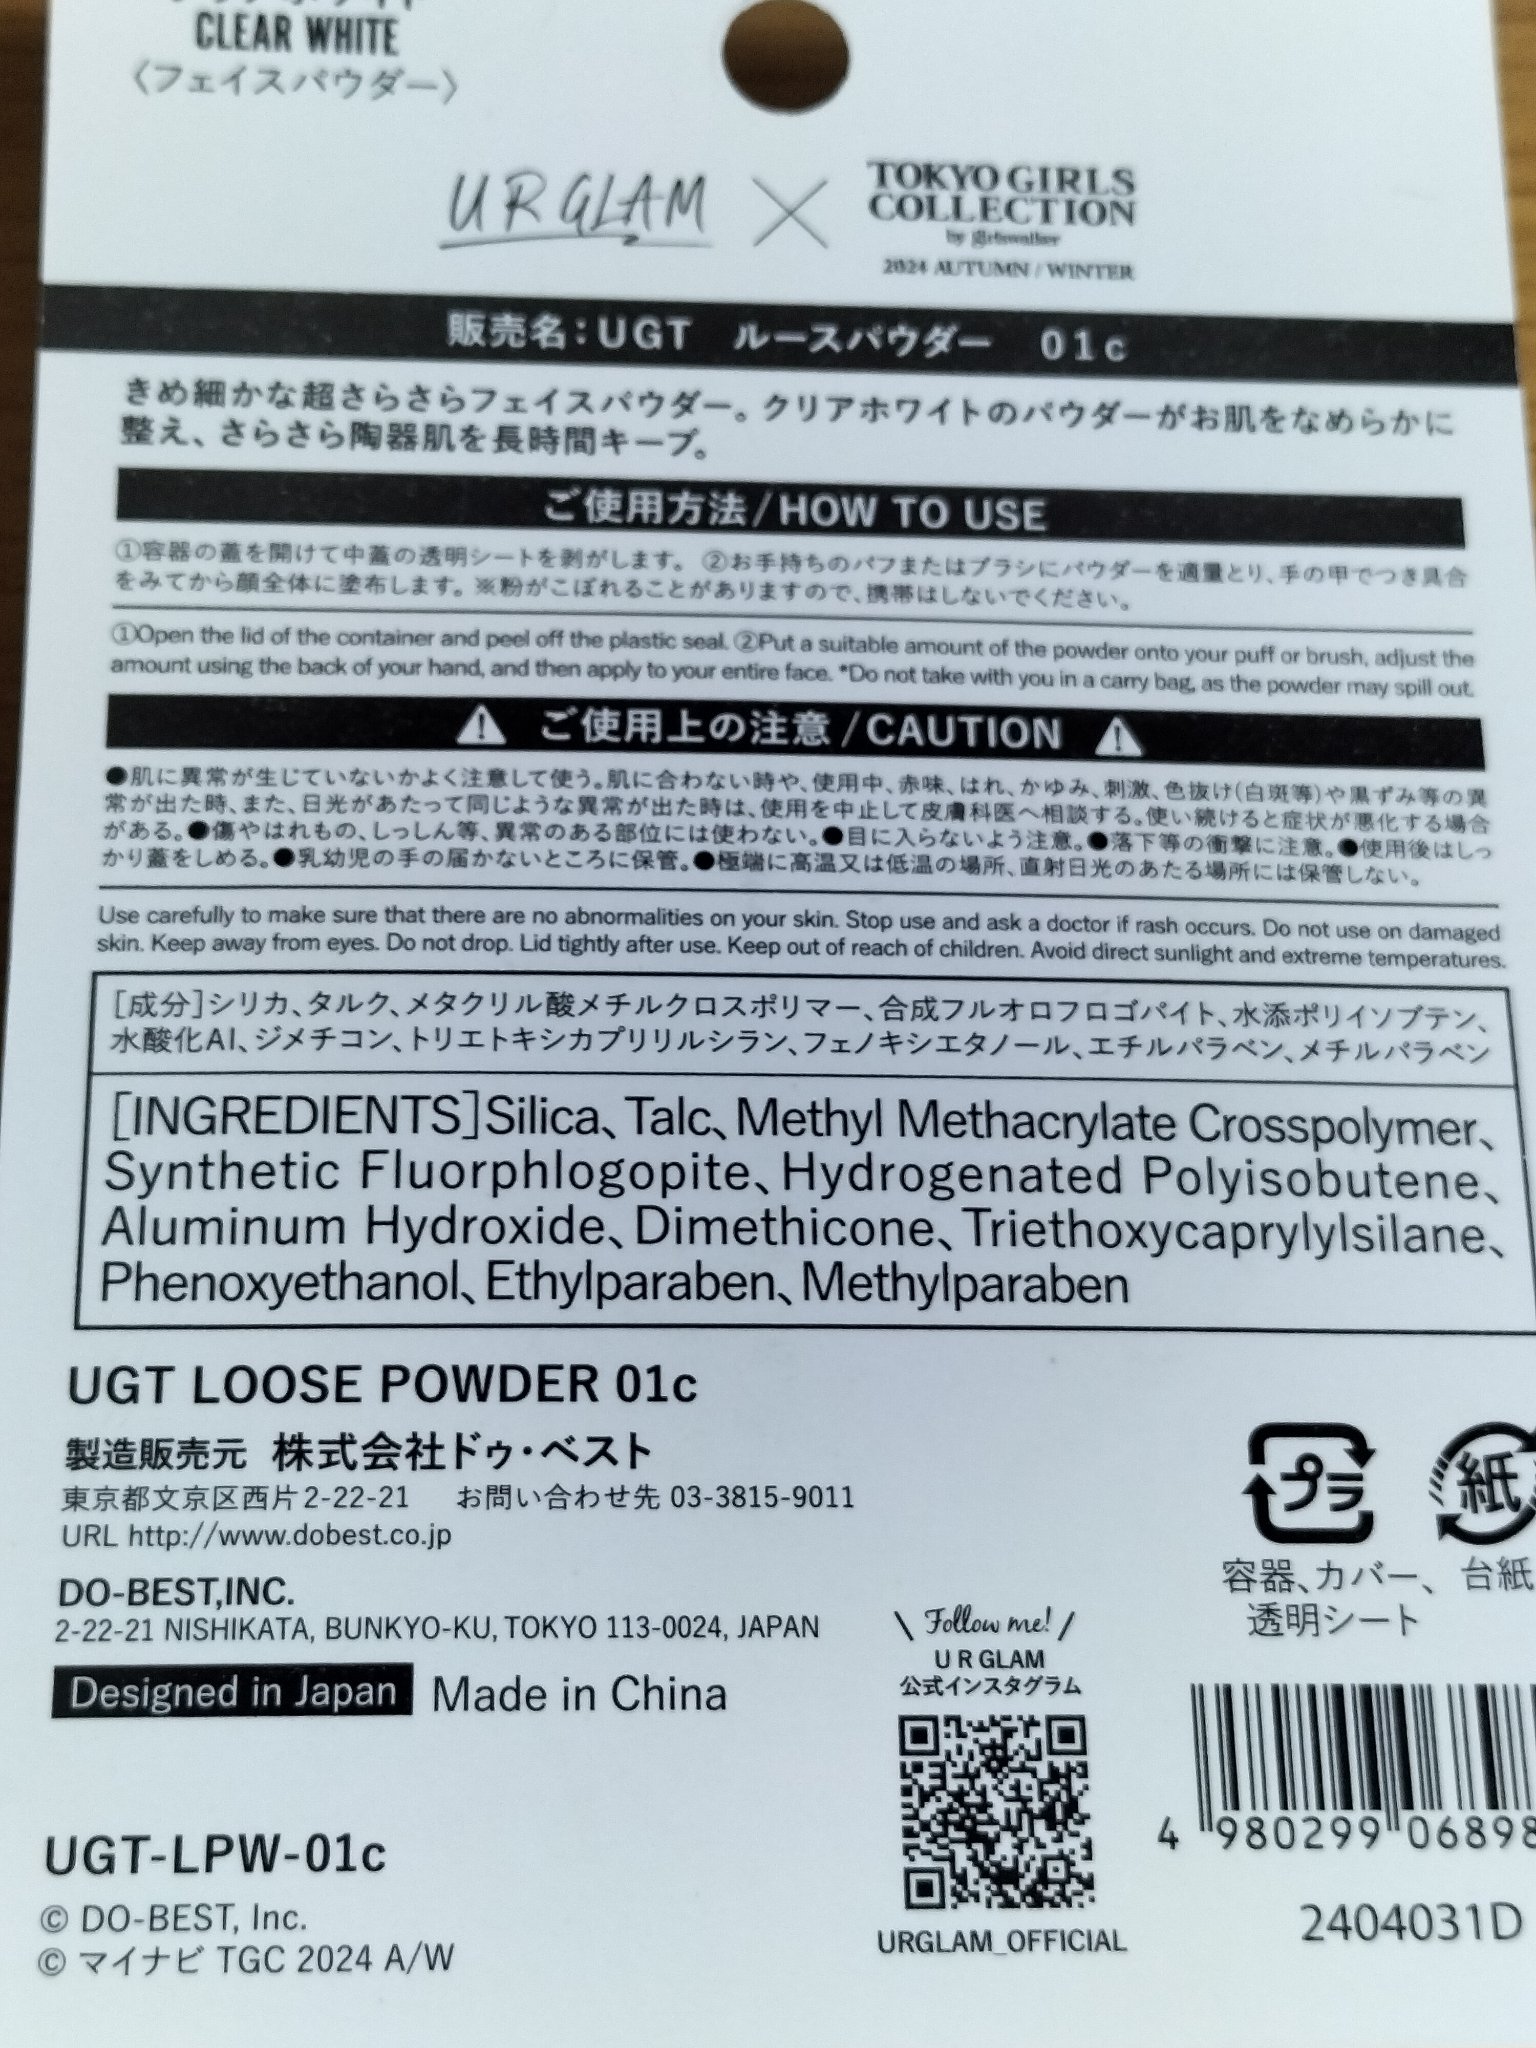 CLEAR WHITE
〈フェイスパウダー〉
URGLAM
TOKYO GIRLS
COLLECTION
by girlswalker
2024 AUTUMN / WINTER
販売名：UGT ルースパウダー 01c
きめ細かな超さらさらフェイスパウダー。クリアホワイトのパウダーがお肌をなめらかに
整え、さらさら陶器肌を長時間キープ。
ご使用方法/HOW TO USE
①容器の蓋を開けて中蓋の透明シートを剥がします。 ②お手持ちのパフまたはブラシにパウダーを適量とり、手の甲でつき具合
をみてから顔全体に塗布します。※粉がこぼれることがありますので、携帯はしないでください。
①Open the lid of the container and peel off the plastic seal. ②Put a suitable amount of the powder onto your puff or brush, adjust the
amount using the back of your hand, and then apply to your entire face. *Do not take with you in a carry bag, as the powder may spill out.
ご使用上の注意/CAUTION
●肌に異常が生じていないかよく注意して使う。肌に合わない時や、使用中、赤味、はれ、かゆみ、刺激、色抜け(白斑等)や黒ずみ等の異
常が出た時、また、日光があたって同じような異常が出た時は、使用を中止して皮膚科医へ相談する。使い続けると症状が悪化する場合
がある。●傷やはれもの、しっしん等、異常のある部位には使わない。●目に入らないよう注意。●落下等の衝撃に注意。●使用後はしっ
かり蓋をしめる。●乳幼児の手の届かないところに保管。●極端に高温又は低温の場所、直射日光のあたる場所には保管しない。
Use carefully to make sure that there are no abnormalities on your skin. Stop use and ask a doctor if rash occurs. Do not use on damaged
skin. Keep away from eyes. Do not drop. Lid tightly after use. Keep out of reach of children. Avoid direct sunlight and extreme temperatures.
[成分]シリカ、タルク、メタクリル酸メチルクロスポリマー、合成フルオロフロゴパイト、水添ポリイソブテン、
水酸化Al、ジメチコン、トリエトキシカプリリルシラン、フェノキシエタノール、エチルパラベン、メチルパラベン
[INGREDIENTS]Silica、Talc、Methyl Methacrylate Crosspolymer、
Synthetic Fluorphlogopite、Hydrogenated Polyisobutene、
Aluminum Hydroxide、Dimethicone、Triethoxycaprylylsilane、
Phenoxyethanol、Ethylparaben、Methylparaben
UGT LOOSE POWDER 01c
製造販売元 株式会社ドゥ・ベスト
東京都文京区西片2-22-21 お問い合わせ先 03-3815-9011
URL http://www.dobest.co.jp
DO-BEST,INC.
2-22-21 NISHIKATA, BUNKYO-KU, TOKYO 113-0024, JAPAN
Designed in Japan Made in China
プラ
紙
容器、カバー、 台紙
透明シート
\ Follow me! /
U R GLAM
公式インスタグラム
URGLAM_OFFICIAL
4 980299 06898
2404031D
UGT-LPW-01c
© DO-BEST, Inc.
© マイナビ TGC 2024 A/W